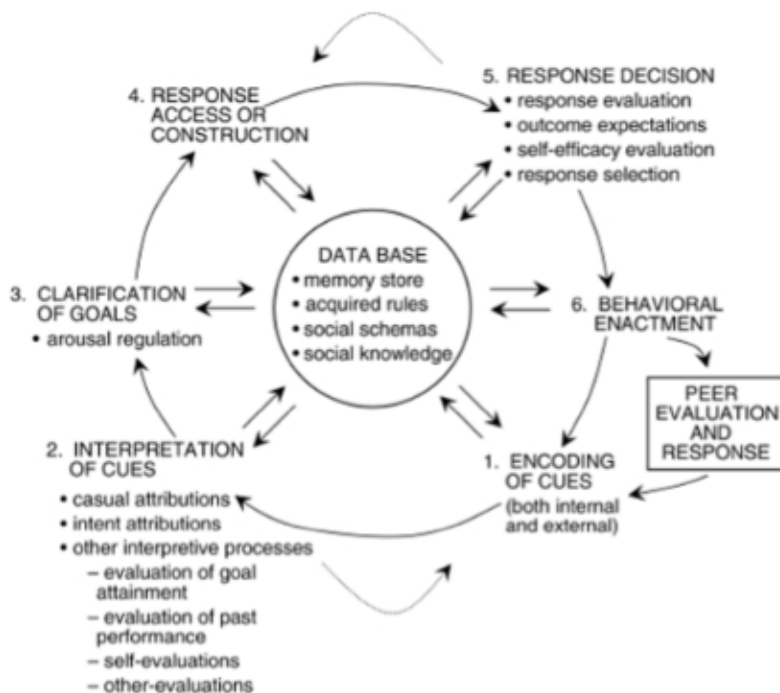 4. RESPONSE
ACCESS OR
CONSTRUCTION
5. RESPONSE DECISION
• response evaluation
• outcome expectations
• self-efficacy evaluation
• response selection
DATA BASE
• memory store
• acquired rules
• social schemas
• social knowledge
3. CLARIFICATION
OF GOALS
• arousal regulation
6. BEHAVIORAL
ENACTMENT
PEER
EVALUATION
AND
RESPONSE
2. INTERPRETATION
OF CUES
• casual attributions
• intent attributions
• other interpretive processes
– evaluation of goal
attainment
– evaluation of past
performance
– self-evaluations
– other-evaluations
1. ENCODING
OF CUES
(both internal
and external)